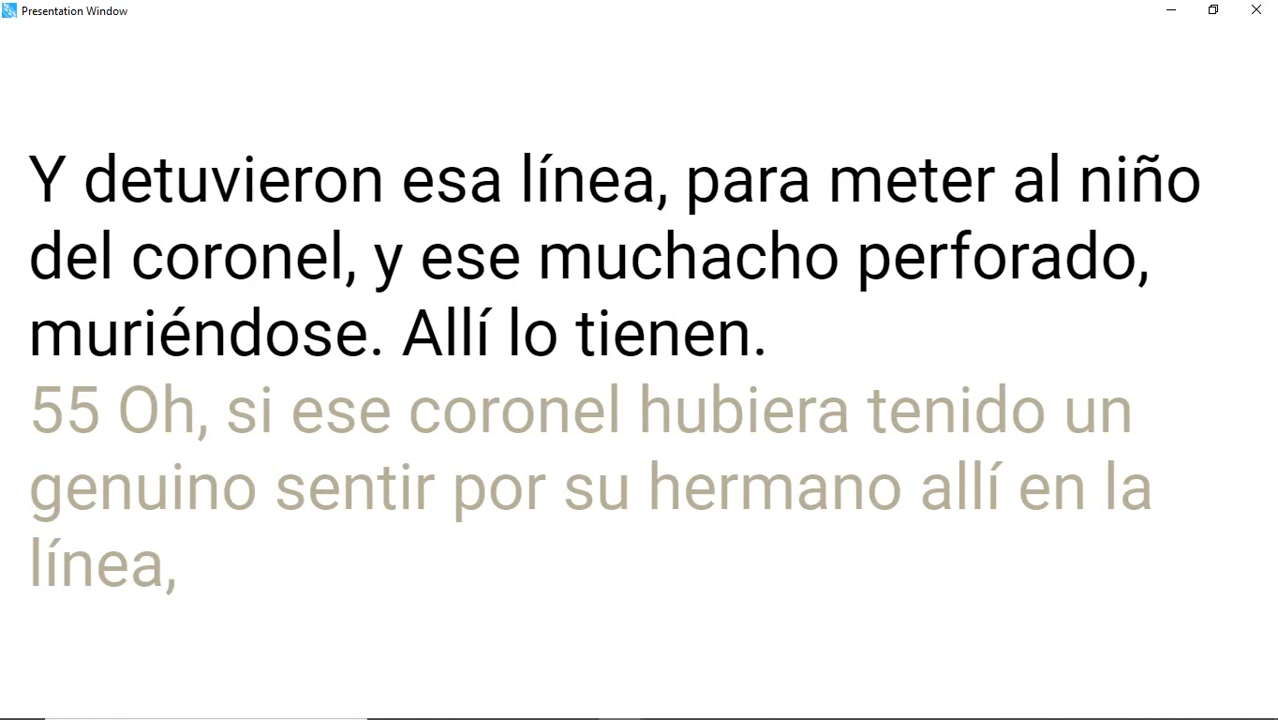 Presentation Window
Y detuvieron esa línea, para meter al niño
del coronel, y ese muchacho perforado,
muriéndose. Allí lo tienen.
55 Oh, si ese coronel hubiera tenido un
genuino sentir por su hermano allí en la
línea,